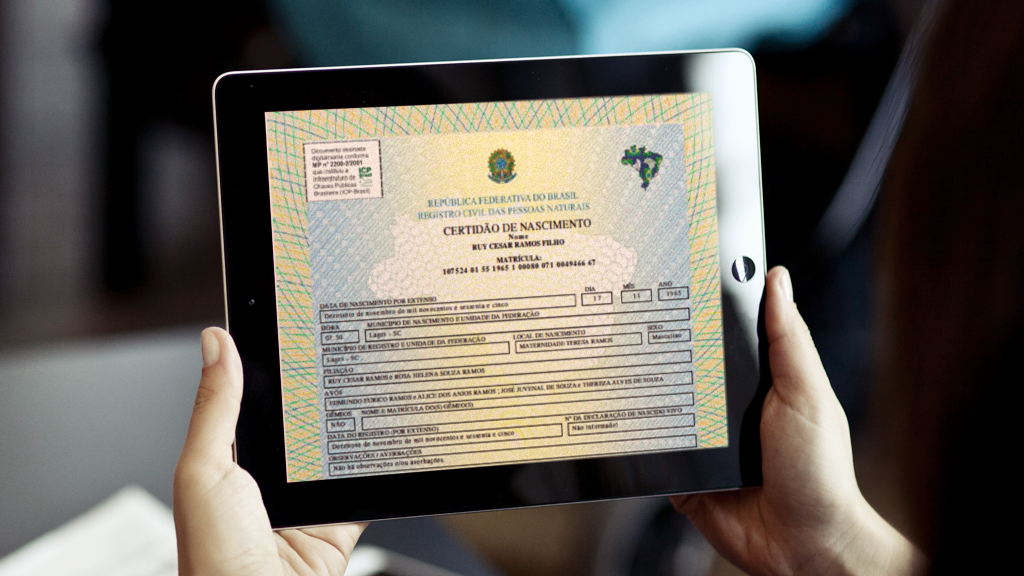 Documento assinado
digitalmente conforme
MP nº 2200-2/2001
que instituiu a
Infraestrutura de
Chaves Públicas
Brasileira (ICP-Brasil)
REPÚBLICA FEDERATIVA DO BRASIL
REGISTRO CIVIL DAS PESSOAS NATURAIS
CERTIDÃO DE NASCIMENTO
Nome
RUY CESAR RAMOS FILHO
MATRÍCULA:
107524 01 55 1965 1 00080 071 0049466 67
DATA DE NASCIMENTO POR EXTENSO DIA MÊS ANO
Dezessete de novembro de mil novecentos e sessenta e cinco 17 11 1965
HORA MUNICÍPIO DE NASCIMENTO E UNIDADE DA FEDERAÇÃO
Lages - SC
MUNICÍPIO DE REGISTRO E UNIDADE DA FEDERAÇÃO LOCAL DE NASCIMENTO SEXO
Lages - SC MATERNIDADE TEREZA RAMOS Masculino
FILIAÇÃO
RUY CESAR RAMOS e ROSA HELENA SOUZA RAMOS
AVÓS
EDMUNDO EURICO RAMOS e ALICE DOS ANJOS RAMOS ; JOSÉ JUVENAL DE SOUZA e THEREZA ALVES DE SOUZA
GÊMEOS NOME E MATRÍCULA DO(S) GÊMEO(S)
NÃO
DATA DO REGISTRO (POR EXTENSO) Nº DA DECLARAÇÃO DE NASCIDO VIVO
de novembro de mil novecentos e sessenta e cinco Não informado!
OBSERVAÇÕES / AVERBAÇÕES
Não há observações e/ou averbações.